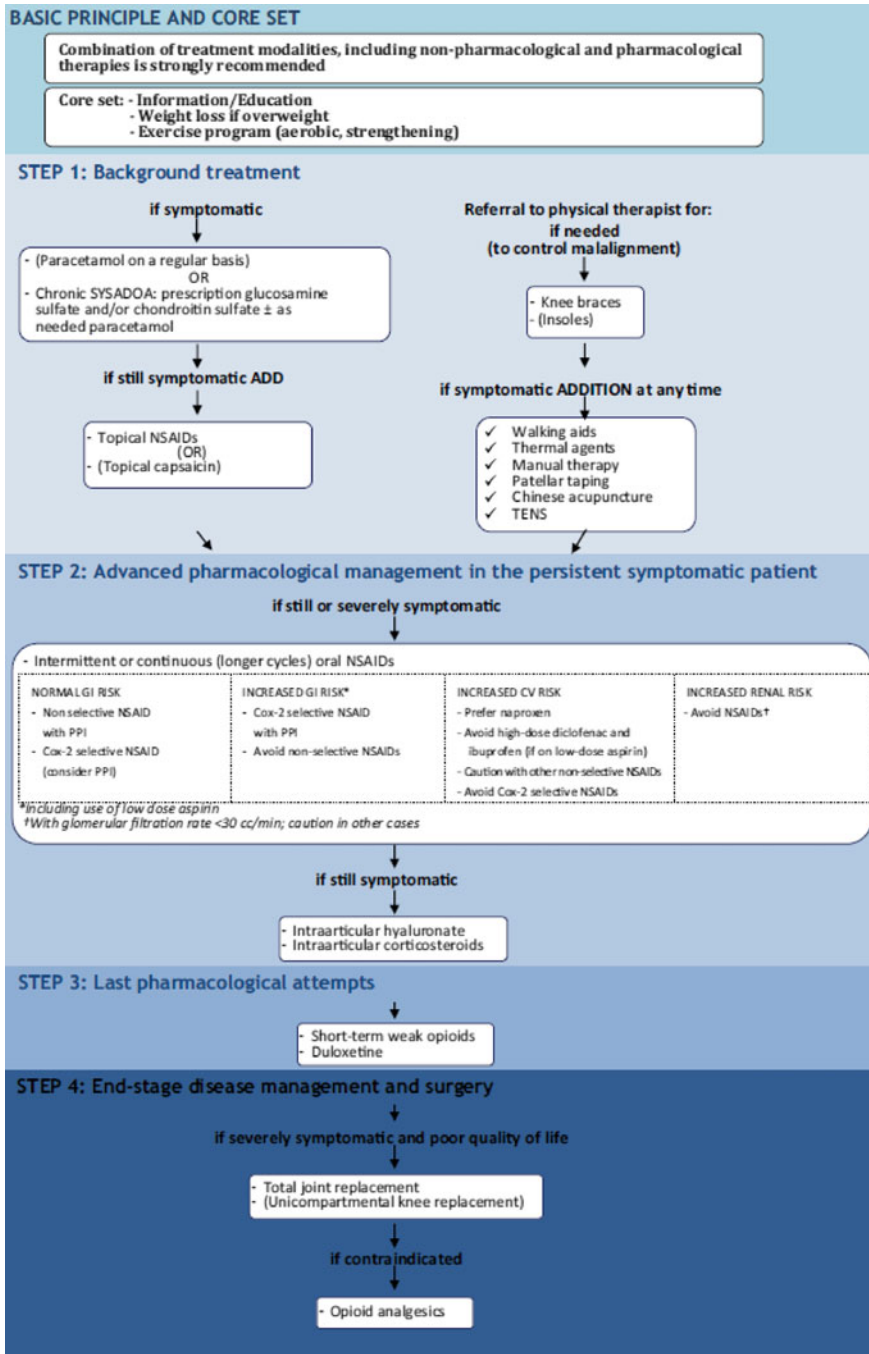 BASIC PRINCIPLE AND CORE SET
Combination of treatment modalities, including non-pharmacological and pharmacological
therapies is strongly recommended
Core set: - Information/Education
- Weight loss if overweight
- Exercise program (aerobic, strengthening)
STEP 1: Background treatment
if symptomatic
- (Paracetamol on a regular basis)
OR
- Chronic SYSADOA: prescription glucosamine
sulfate and/or chondroitin sulfate ± as
needed paracetamol
if still symptomatic ADD
- Topical NSAIDs
(OR)
- (Topical capsaicin)
Referral to physical therapist for:
if needed
(to control malalignment)
- Knee braces
- (Insoles)
if symptomatic ADDITION at any time
✓ Walking aids
✓ Thermal agents
✓ Manual therapy
✓ Patellar taping
✓ Chinese acupuncture
✓ TENS
STEP 2: Advanced pharmacological management in the persistent symptomatic patient
if still or severely symptomatic
- Intermittent or continuous (longer cycles) oral NSAIDs
NORMAL GI RISK
- Non selective NSAID
with PPI
- Cox-2 selective NSAID
(consider PPI)
INCREASED GI RISK*
- Cox-2 selective NSAID
with PPI
- Avoid non-selective NSAIDs
INCREASED CV RISK
- Prefer naproxen
- Avoid high-dose diclofenac and
ibuprofen (if on low-dose aspirin)
- Caution with other non-selective NSAIDs
- Avoid Cox-2 selective NSAIDs
INCREASED RENAL RISK
- Avoid NSAIDs†
*Including use of low dose aspirin
†With glomerular filtration rate <30 cc/min; caution in other cases
if still symptomatic
- Intraarticular hyaluronate
- Intraarticular corticosteroids
STEP 3: Last pharmacological attempts
- Short-term weak opioids
- Duloxetine
STEP 4: End-stage disease management and surgery
if severely symptomatic and poor quality of life
- Total joint replacement
- (Unicompartmental knee replacement)
if contraindicated
- Opioid analgesics